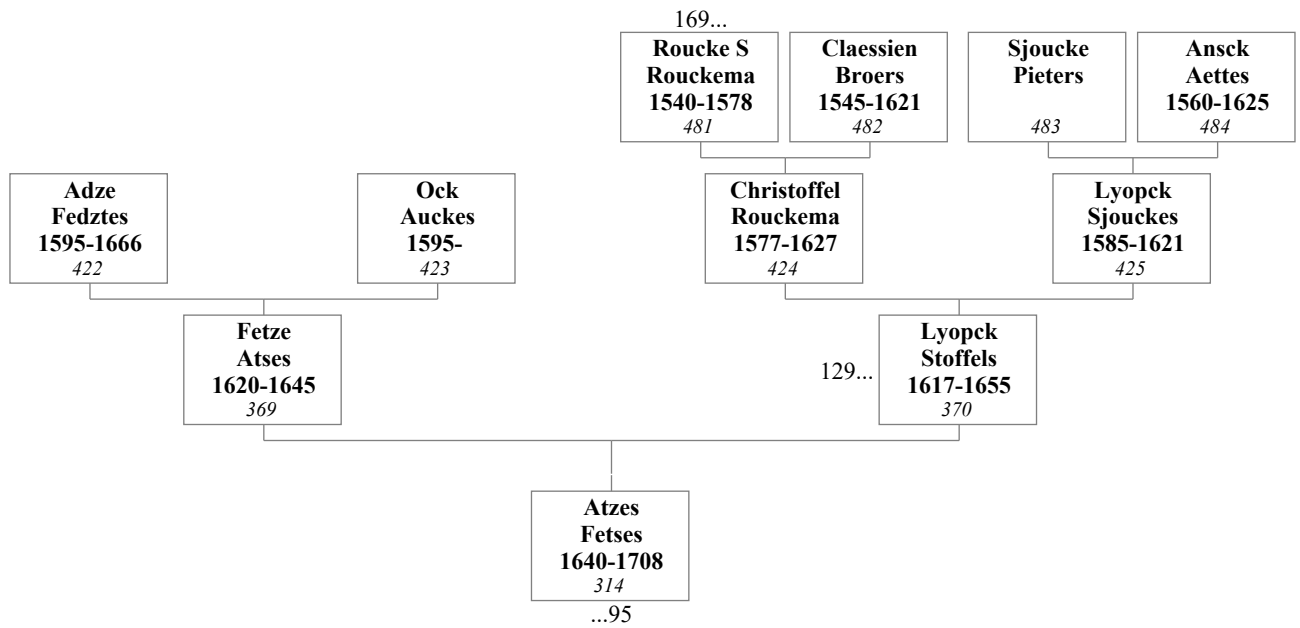 169...
Roucke S
Rouckema
1540-1578
481
Claessien
Broers
1545-1621
482
Sjoucke
Pieters
483
Ansck
Aettes
1560-1625
484
Adze
Fedztes
1595-1666
422
Ock
Auckes
1595-
423
Christoffel
Rouckema
1577-1627
424
Lyopck
Sjouckes
1585-1621
425
Fetze
Atses
1620-1645
369
129...
Lyopck
Stoffels
1617-1655
370
Atzes
Fetses
1640-1708
314
...95